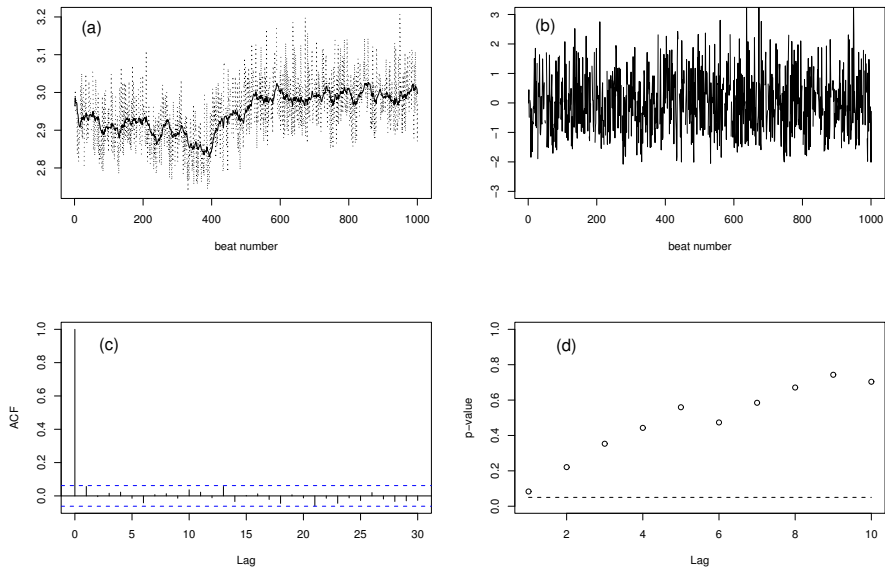 (a)
2.8 2.9 3.0 3.1 3.2
0 200 400 600 800 1000
beat number
(b)
−3 −2 −1 0 1 2 3
0 200 400 600 800 1000
beat number
(c)
ACF
0.0 0.2 0.4 0.6 0.8 1.0
0 5 10 15 20 25 30
Lag
(d)
p−value
0.0 0.2 0.4 0.6 0.8 1.0
2 4 6 8 10
Lag